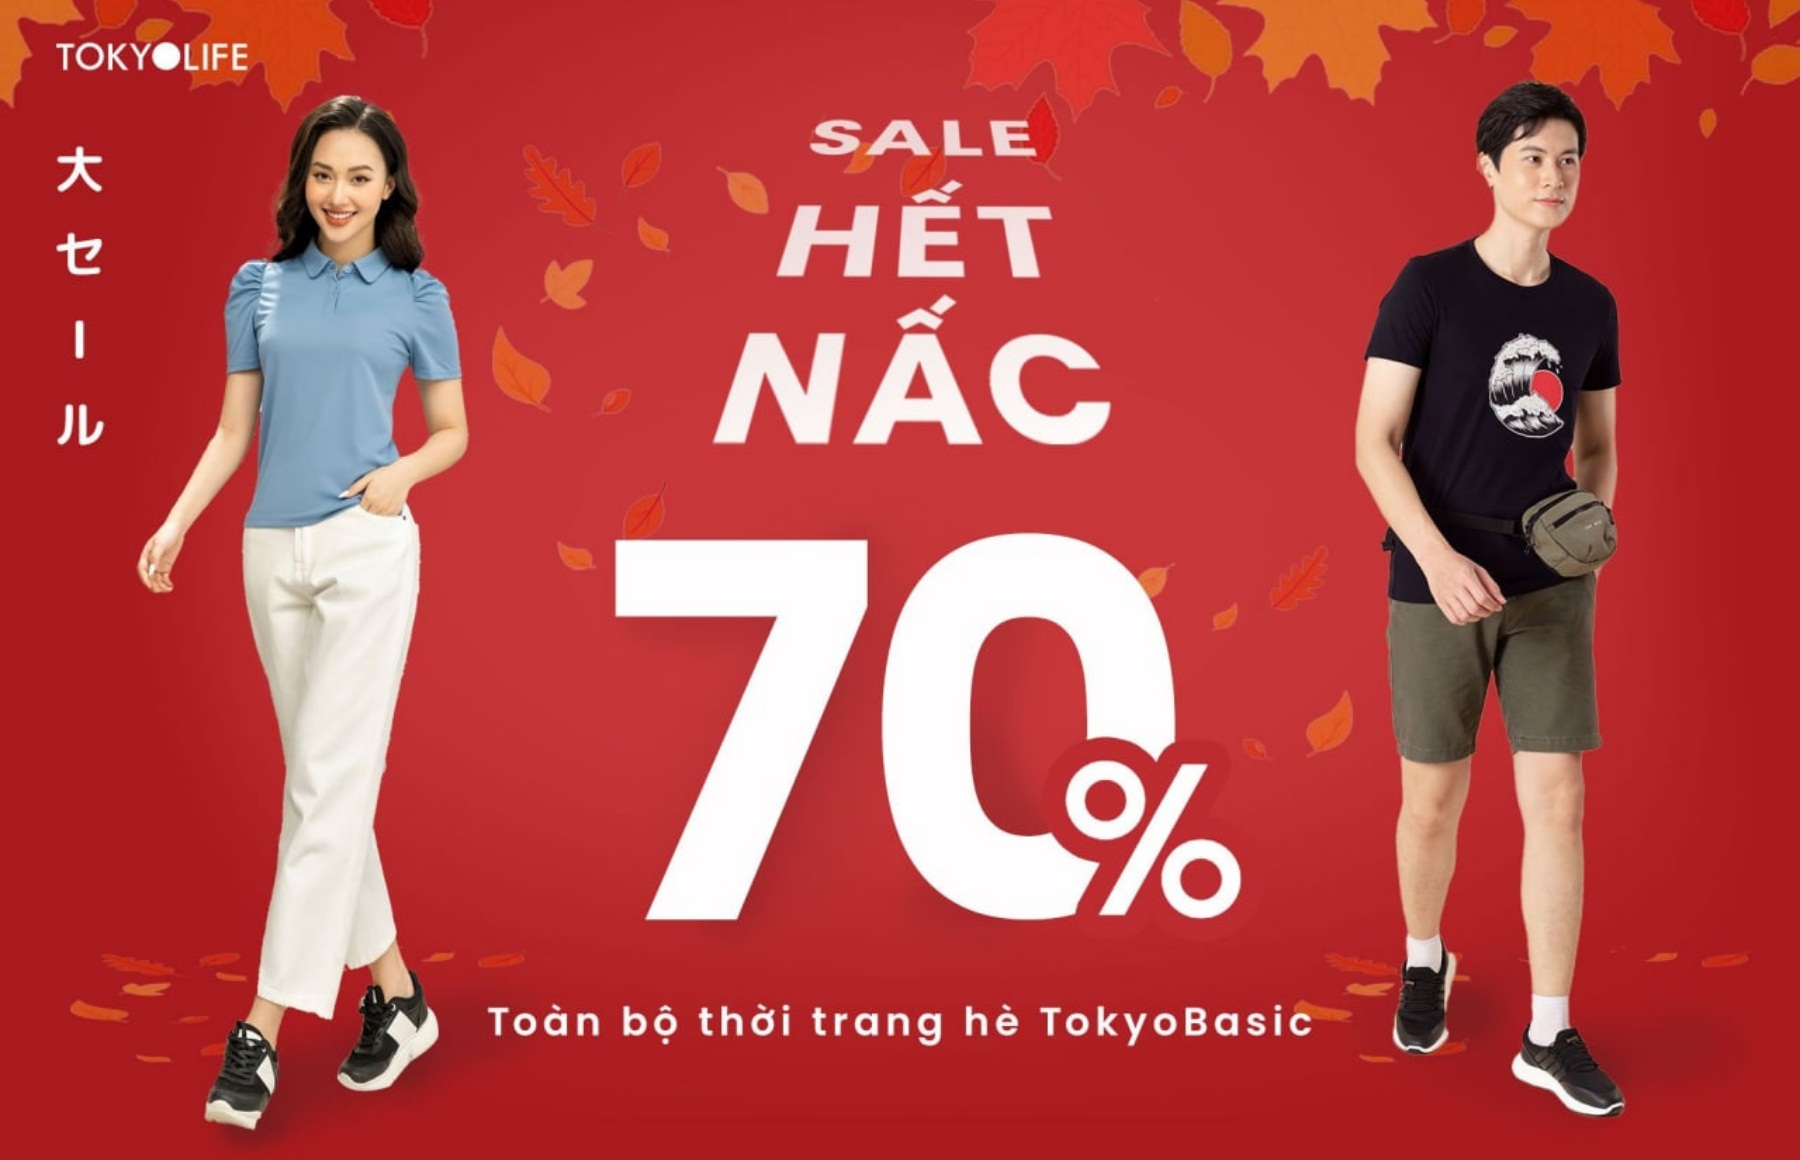 TOKYOLIFE
大セール
SALE
HẾT
NẤC
70%
Toàn bộ thời trang hè TokyoBasic